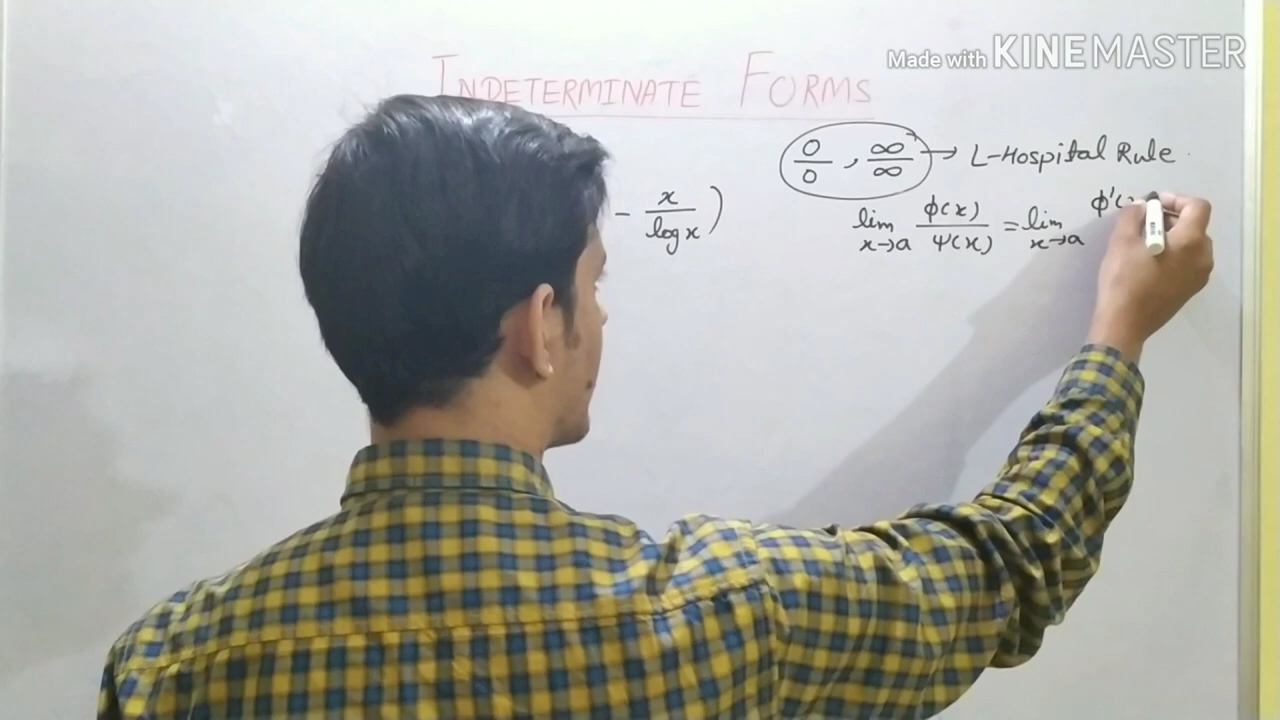 Made with KINEMASTER
INDETERMINATE FORMS
0/0 , ∞/∞ → L-Hospital Rule
- x/log x )
lim x→a ϕ(x)/ψ(x) = lim x→a ϕ'(